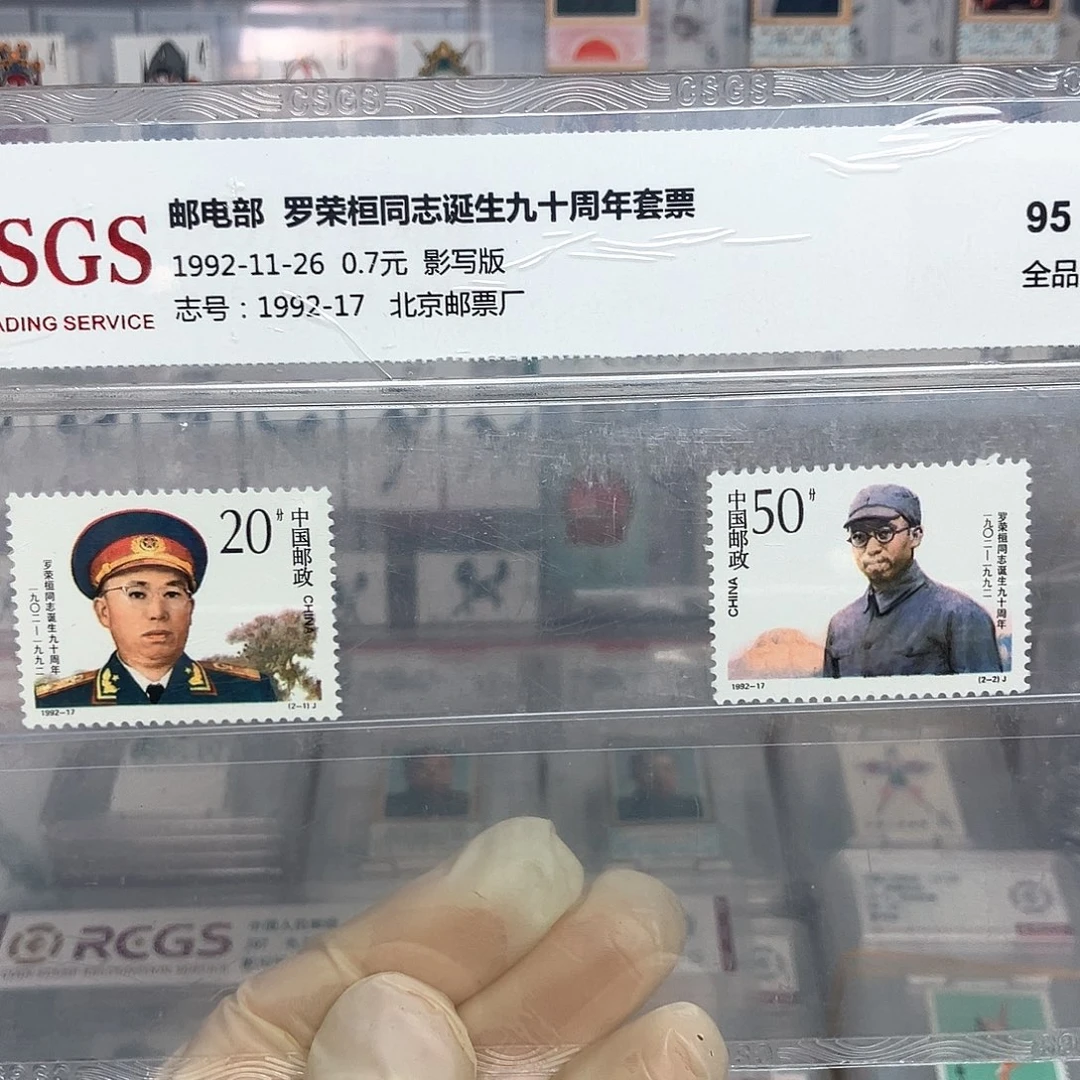 CSGS
CSGS
SGS
ADING SERVICE
邮电部 罗荣桓同志诞生九十周年套票
1992-11-26 0.7元 影写版
志号：1992-17 北京邮票厂
95
全品
罗荣桓同志诞生九十周年
一九〇二—一九九二
20分
中国邮政 CHINA
1992-17
(2-1) J
中国邮政 CHINA
50分
罗荣桓同志诞生九十周年
一九〇二—一九九二
1992-17
(2-2) J
RCGS